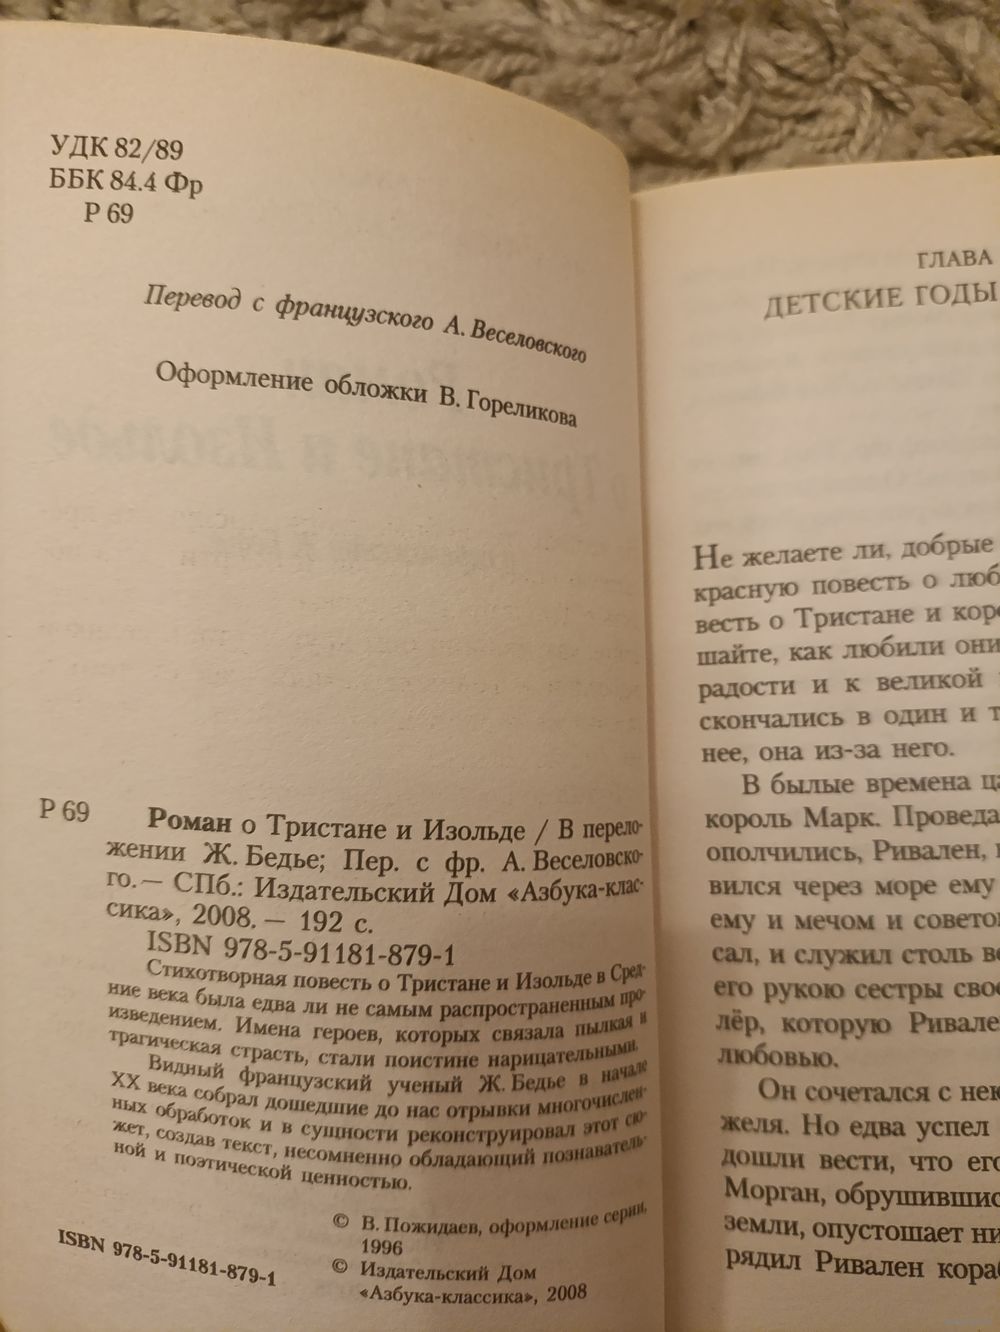 УДК 82/89
ББК 84.4 Фр
Р 69
Перевод с французского А. Веселовского
Оформление обложки В. Гореликова
Р 69
Роман о Тристане и Изольде / В перело-
жении Ж. Бедье; Пер. с фр. А. Веселовско-
го.— СПб.: Издательский Дом «Азбука-клас-
сика», 2008. — 192 с.
ISBN 978-5-91181-879-1
Стихотворная повесть о Тристане и Изольде в Сред-
ние века была едва ли не самым распространенным про-
изведением. Имена героев, которых связала пылкая и
трагическая страсть, стали поистине нарицательными.
Видный французский ученый Ж. Бедье в начале
XX века собрал дошедшие до нас отрывки многочислен-
ных обработок и в сущности реконструировал этот сю-
жет, создав текст, несомненно обладающий познаватель-
ной и поэтической ценностью.
© В. Пожидаев, оформление серии,
1996
© Издательский Дом
«Азбука-классика», 2008
ISBN 978-5-91181-879-1
ГЛАВА
ДЕТСКИЕ ГОДЫ
Не желаете ли, добрые
красную повесть о люб
весть о Тристане и коро
шайте, как любили они
радости и к великой
скончались в один и т
нее, она из-за него.
В былые времена ца
король Марк. Проведа
ополчились, Ривален,
вился через море ему
ему и мечом и советом
сал, и служил столь ве
его рукою сестры свое
лёр, которую Ривале
любовью.
Он сочетался с нею
желя. Но едва успел
дошли вести, что его
Морган, обрушившис
земли, опустошает ни
рядил Ривален кораб